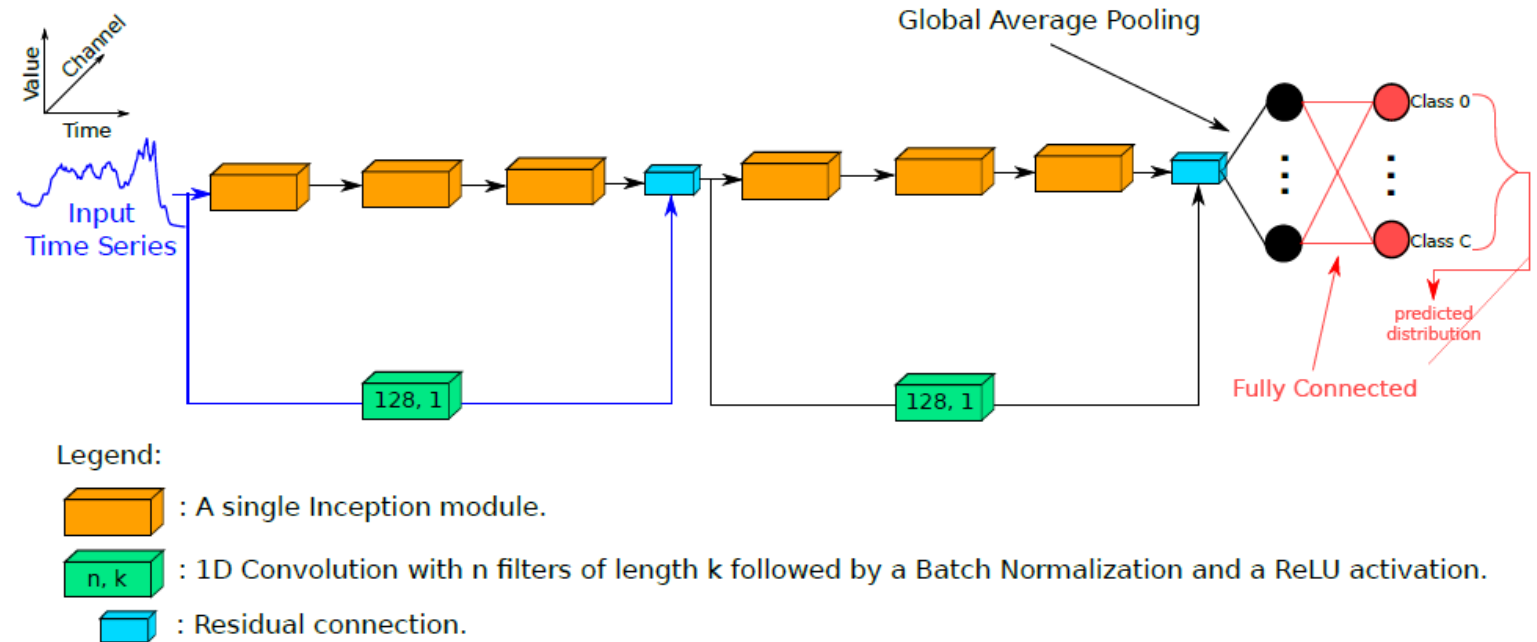 Global Average Pooling
Value
Channel
Time
Input
Time Series
Class 0
Class C
predicted
distribution
128, 1
128, 1
Fully Connected
Legend:
: A single Inception module.
n, k
: 1D Convolution with n filters of length k followed by a Batch Normalization and a ReLU activation.
: Residual connection.